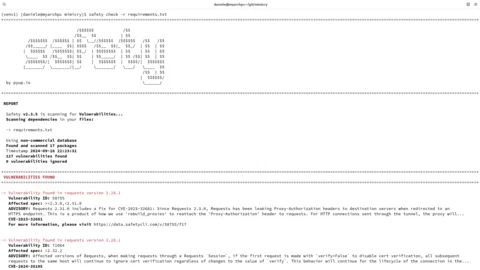 daniele@myarchpc:~/git/mimicry
(venv1) [daniele@myarchpc mimicry]$ safety check -r requirements.txt
by pyup.io
REPORT
Safety v2.3.5 is scanning for Vulnerabilities...
Scanning dependencies in your files:
-> requirements.txt
Using non-commercial database
Found and scanned 17 packages
Timestamp 2024-09-16 22:23:31
127 vulnerabilities found
0 vulnerabilities ignored
VULNERABILITIES FOUND
-> Vulnerability found in requests version 2.28.1
Vulnerability ID: 58755
Affected spec: >=2.3.0,<2.31.0
ADVISORY: Requests 2.31.0 includes a fix for CVE-2023-32681: Since Requests 2.3.0, Requests has been leaking Proxy-Authorization headers to destination servers when redirected to an
HTTPS endpoint. This is a product of how we use `rebuild_proxies` to reattach the `Proxy-Authorization` header to requests. For HTTP connections sent through the tunnel, the proxy will...
CVE-2023-32681
For more information, please visit https://data.safetycli.com/v/58755/f17
-> Vulnerability found in requests version 2.28.1
Vulnerability ID: 71064
Affected spec: <2.32.2
ADVISORY: Affected versions of Requests, when making requests through a Requests `Session`, if the first request is made with `verify=False` to disable cert verification, all subsequent
requests to the same host will continue to ignore cert verification regardless of changes to the value of `verify`. This behavior will continue for the lifecycle of the connection in the...
CVE-2024-35195